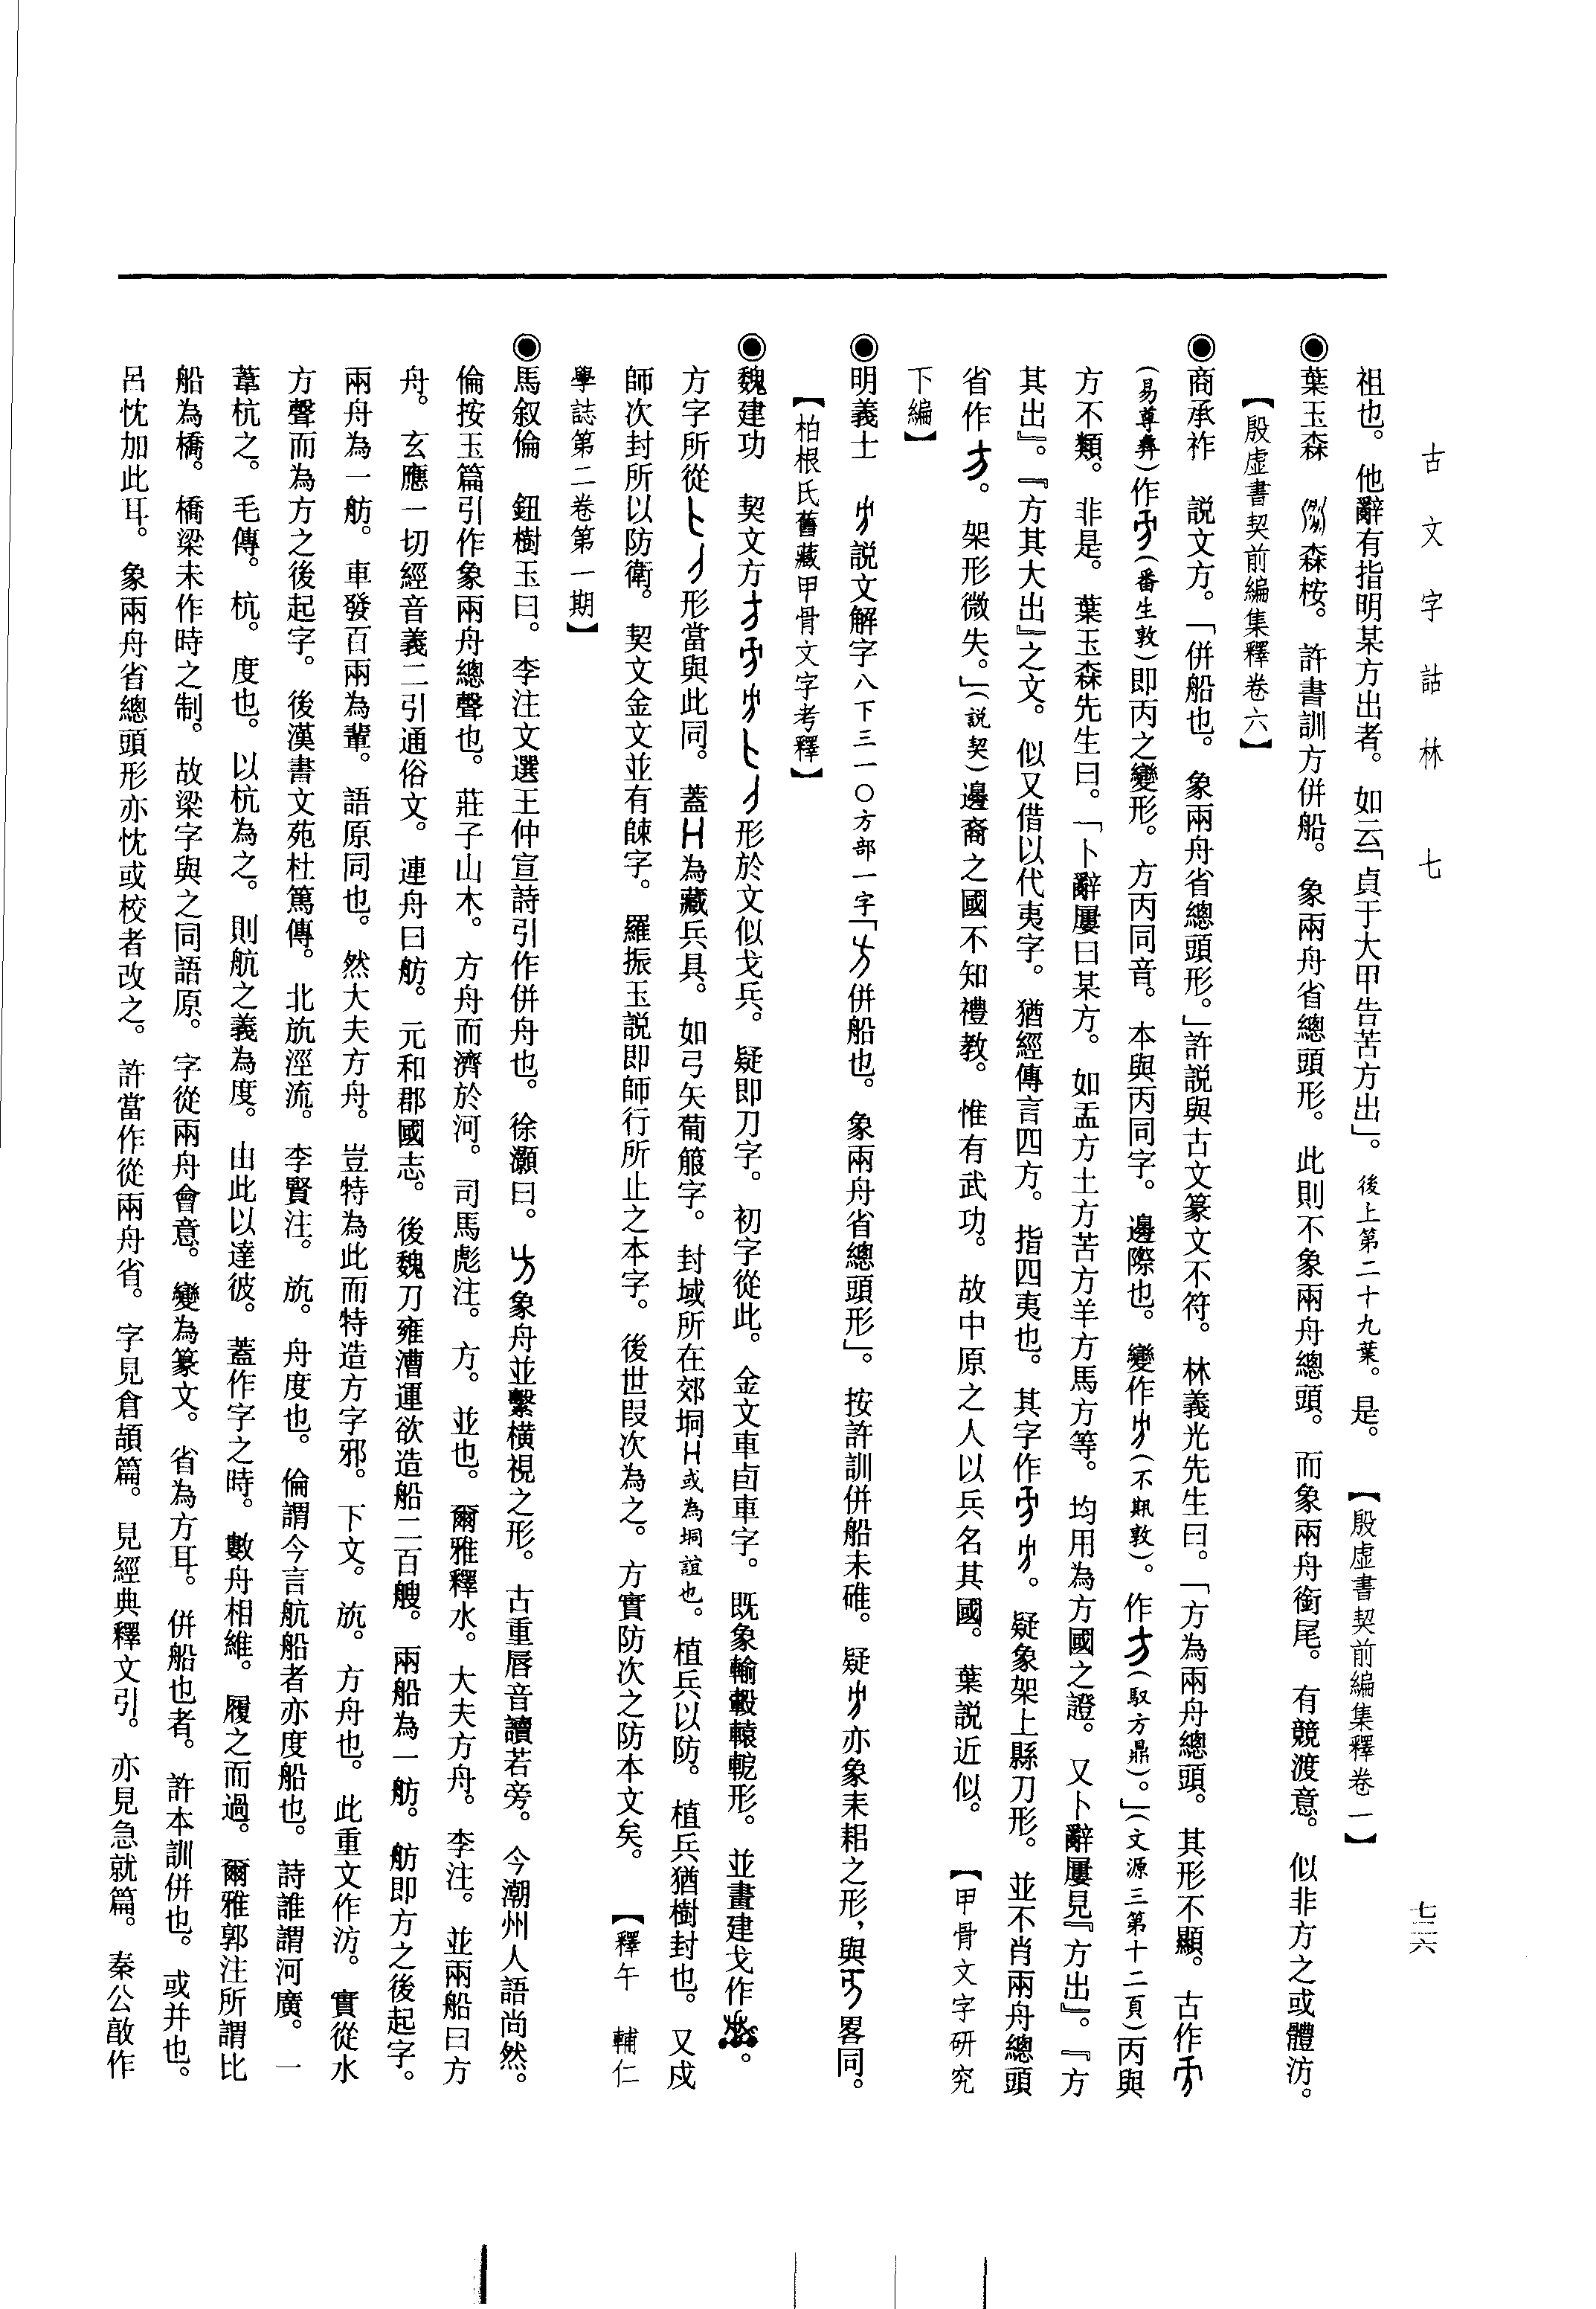 古文字詁林 七
七三六
祖也。他辭有指明某方出者。如云「貞于大甲告苦方出」。後上第二十九葉。是。 【殷虛書契前編集釋卷一】
◉葉玉森 森桉。許書訓方併船。象兩舟省總頭形。此則不象兩舟總頭。而象兩舟銜尾。有競渡意。似非方之或體汸。
【殷虛書契前編集釋卷六】
◉商承祚 説文方。「併船也。象兩舟省總頭形。」許説與古文篆文不符。林義光先生曰。「方為兩舟總頭。其形不顯。古作
(易尊彝)作(番生敦)即丙之變形。方丙同音。本與丙同字。邊際也。變作(不𡢁敦)。作(馭方鼎)。」(文源三第十二頁)丙與
方不類。非是。葉玉森先生曰。「卜辭屢曰某方。如盂方土方苦方羊方馬方等。均用為方國之證。又卜辭屢見『方出』。『方
其出』。『方其大出』之文。似又借以代夷字。猶經傳言四方。指四夷也。其字作。疑象架上縣刀形。並不肖兩舟總頭
省作。架形微失。」(説契)邊裔之國不知禮教。惟有武功。故中原之人以兵名其國。葉説近似。 【甲骨文字研究
下編】
◉明義士 説文解字八下三一〇方部一字「併船也。象兩舟省總頭形」。按許訓併船未碓。疑亦象耒耜之形，與畧同。
【柏根氏舊藏甲骨文字考釋】
◉魏建功 契文方形於文似戈兵。疑即刀字。初字從此。金文車卣車字。既象輪轂轅軛形。並畫建戈作。
方字所從形當與此同。蓋為藏兵具。如弓矢葡箙字。封域所在郊坰或為坰誼也。植兵以防。植兵猶樹封也。又戍
師次封所以防衛。契文金文並有𠂤朿字。羅振玉説即師行所止之本字。後世叚次為之。方實防次之防本文矣。 【釋午 輔仁
學誌第二卷第一期】
◉馬叙倫 鈕樹玉曰。李注文選王仲宣詩引作併舟也。徐灝曰。象舟並繫橫視之形。古重唇音讀若旁。今潮州人語尚然。
倫按玉篇引作象兩舟總聲也。莊子山木。方舟而濟於河。司馬彪注。方。並也。爾雅釋水。大夫方舟。李注。並兩船曰方
舟。玄應一切經音義二引通俗文。連舟曰舫。元和郡國志。後魏刀雍漕運欲造船二百艘。兩船為一舫。舫即方之後起字。
兩舟為一舫。車發百兩為輩。語原同也。然大夫方舟。豈特為此而特造方字邪。下文。斻。方舟也。此重文作汸。實從水
方聲而為方之後起字。後漢書文苑杜篤傳。北斻涇流。李賢注。斻。舟度也。倫謂今言航船者亦度船也。詩誰謂河廣。一
葦杭之。毛傳。杭。度也。以杭為之。則航之義為度。由此以達彼。蓋作字之時。數舟相維。履之而過。爾雅郭注所謂比
船為橋。橋梁未作時之制。故梁字與之同語原。字從兩舟會意。變為篆文。省為方耳。併船也者。許本訓併也。或并也。
呂忱加此耳。象兩舟省總頭形亦忱或校者改之。許當作從兩舟省。字見倉頡篇。見經典釋文引。亦見急就篇。秦公敵作